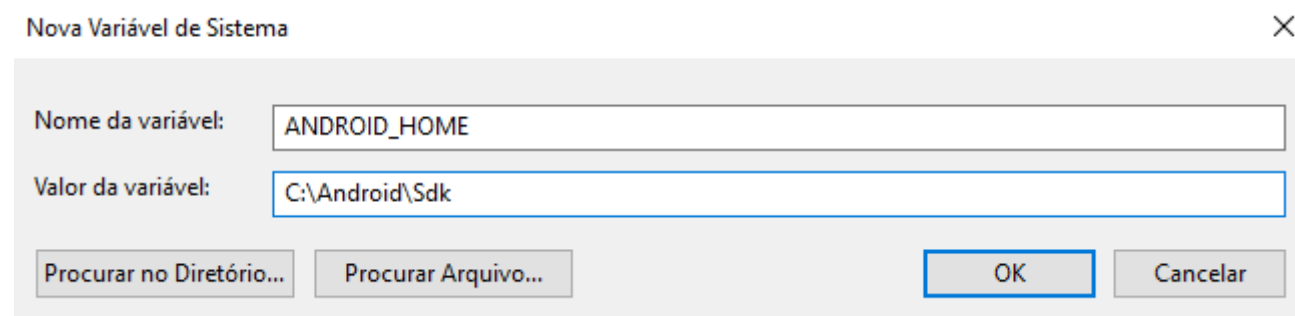 Nova Variável de Sistema
Nome da variável: ANDROID_HOME
Valor da variável: C:\Android\Sdk
Procurar no Diretório... Procurar Arquivo... OK Cancelar